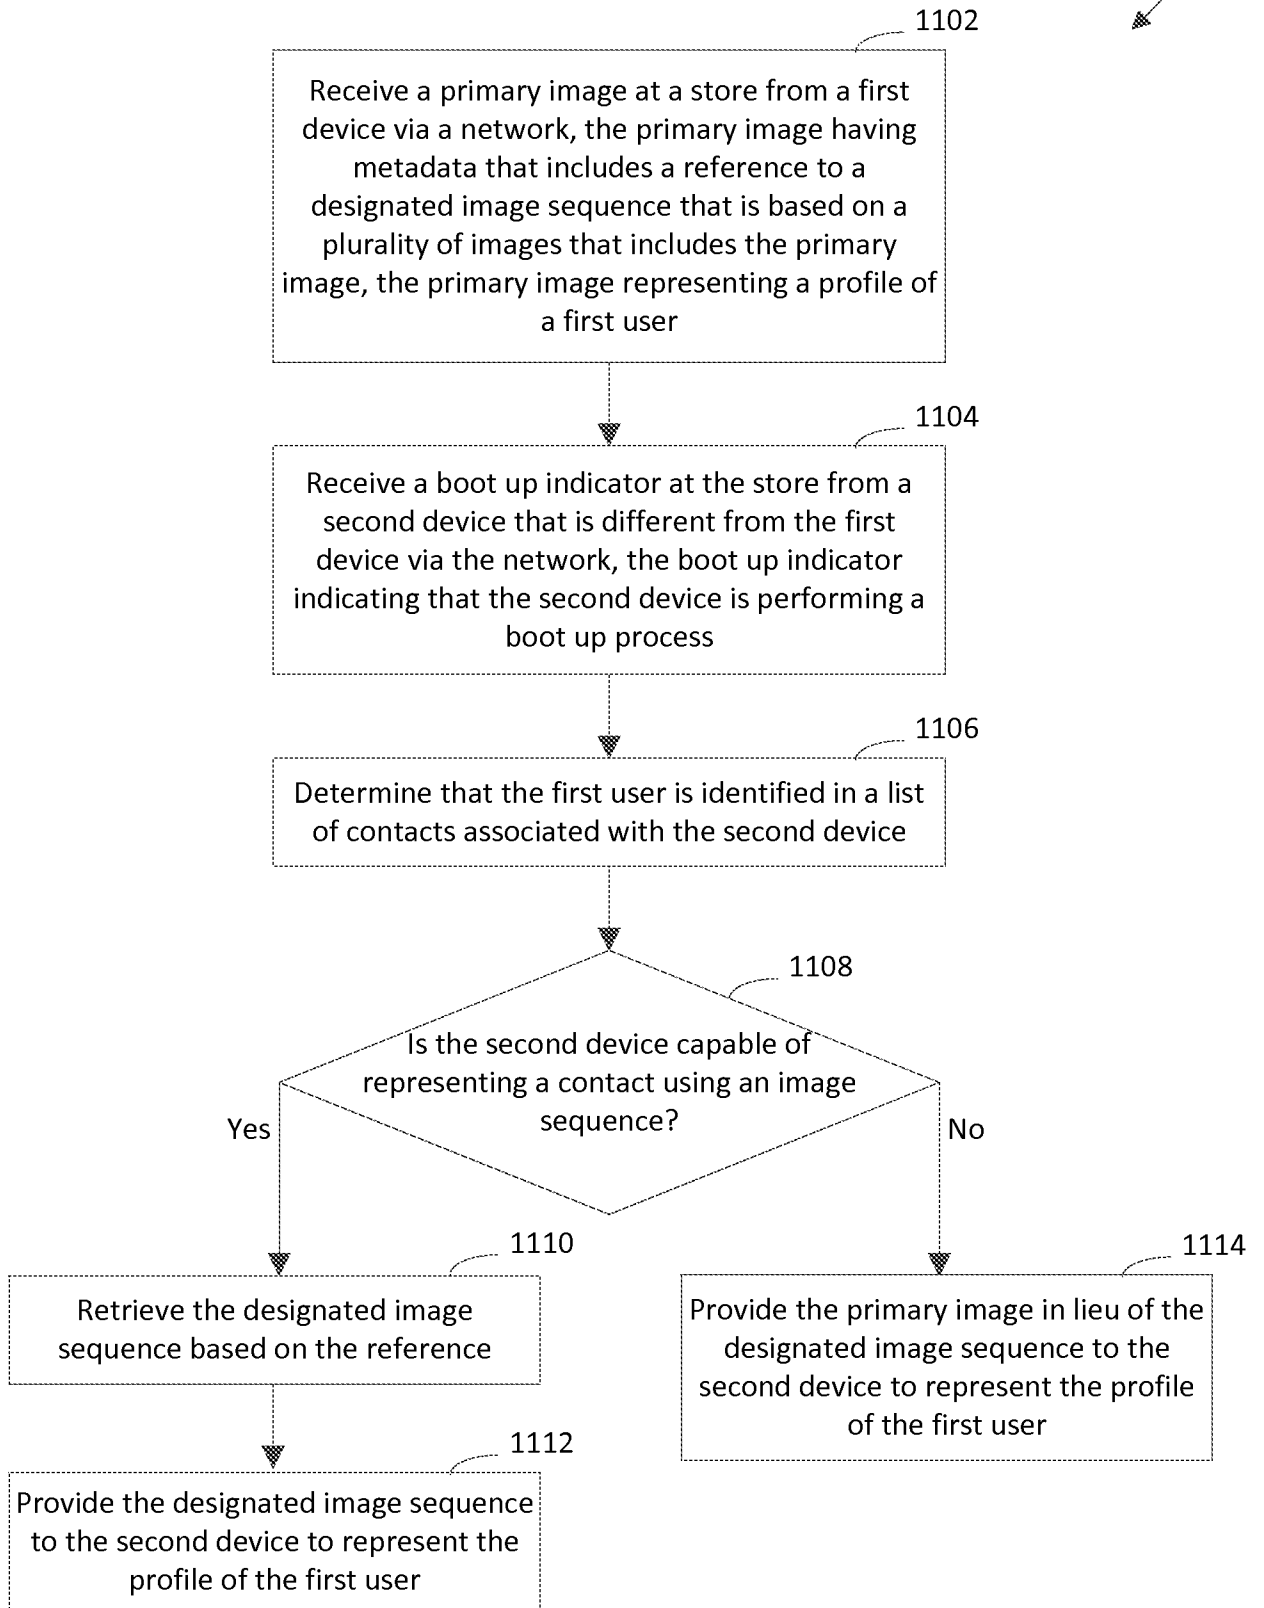 1102
Receive a primary image at a store from a first
device via a network, the primary image having
metadata that includes a reference to a
designated image sequence that is based on a
plurality of images that includes the primary
image, the primary image representing a profile of
a first user
1104
Receive a boot up indicator at the store from a
second device that is different from the first
device via the network, the boot up indicator
indicating that the second device is performing a
boot up process
1106
Determine that the first user is identified in a list
of contacts associated with the second device
1108
Is the second device capable of
representing a contact using an image
sequence?
Yes
No
1110
Retrieve the designated image
sequence based on the reference
1114
Provide the primary image in lieu of the
designated image sequence to the
second device to represent the profile
of the first user
1112
Provide the designated image sequence
to the second device to represent the
profile of the first user